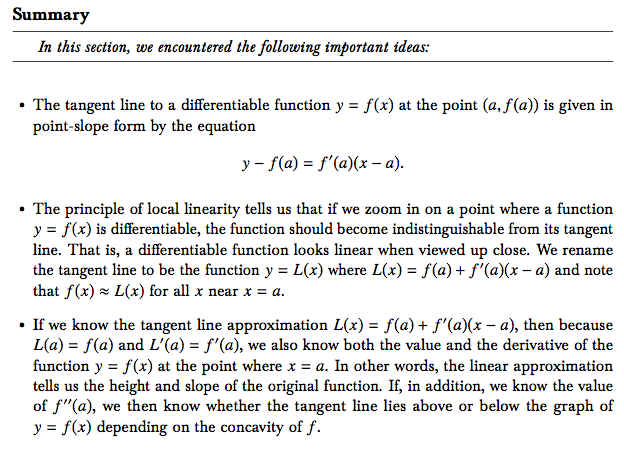 Summary
In this section, we encountered the following important ideas:
• The tangent line to a differentiable function y = f(x) at the point (a, f(a)) is given in
point-slope form by the equation
y − f(a) = f′(a)(x − a).
• The principle of local linearity tells us that if we zoom in on a point where a function
y = f(x) is differentiable, the function should become indistinguishable from its tangent
line. That is, a differentiable function looks linear when viewed up close. We rename
the tangent line to be the function y = L(x) where L(x) = f(a) + f′(a)(x − a) and note
that f(x) ≈ L(x) for all x near x = a.
• If we know the tangent line approximation L(x) = f(a) + f′(a)(x − a), then because
L(a) = f(a) and L′(a) = f′(a), we also know both the value and the derivative of the
function y = f(x) at the point where x = a. In other words, the linear approximation
tells us the height and slope of the original function. If, in addition, we know the value
of f′′(a), we then know whether the tangent line lies above or below the graph of
y = f(x) depending on the concavity of f.